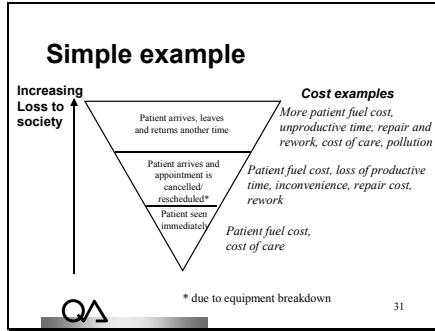 Simple example
Increasing
Loss to
society
Cost examples
Patient arrives, leaves
and returns another time
More patient fuel cost,
unproductive time, repair and
rework, cost of care, pollution
Patient arrives and
appointment is
cancelled/
rescheduled*
Patient fuel cost, loss of productive
time, inconvenience, repair cost,
rework
Patient seen
immediately
Patient fuel cost,
cost of care
* due to equipment breakdown
QA
31